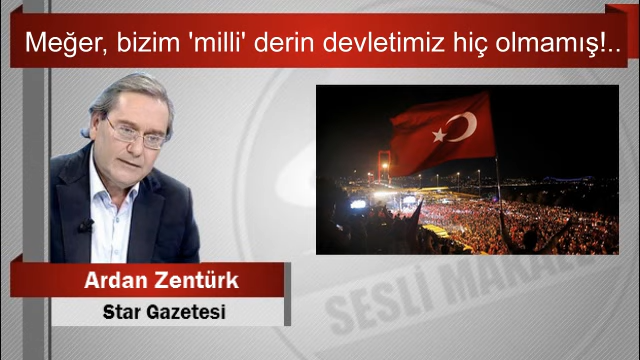 Meğer, bizim 'milli' derin devletimiz hiç olmamış!..
Ardan Zentürk
Star Gazetesi
SESLİ MAKALE